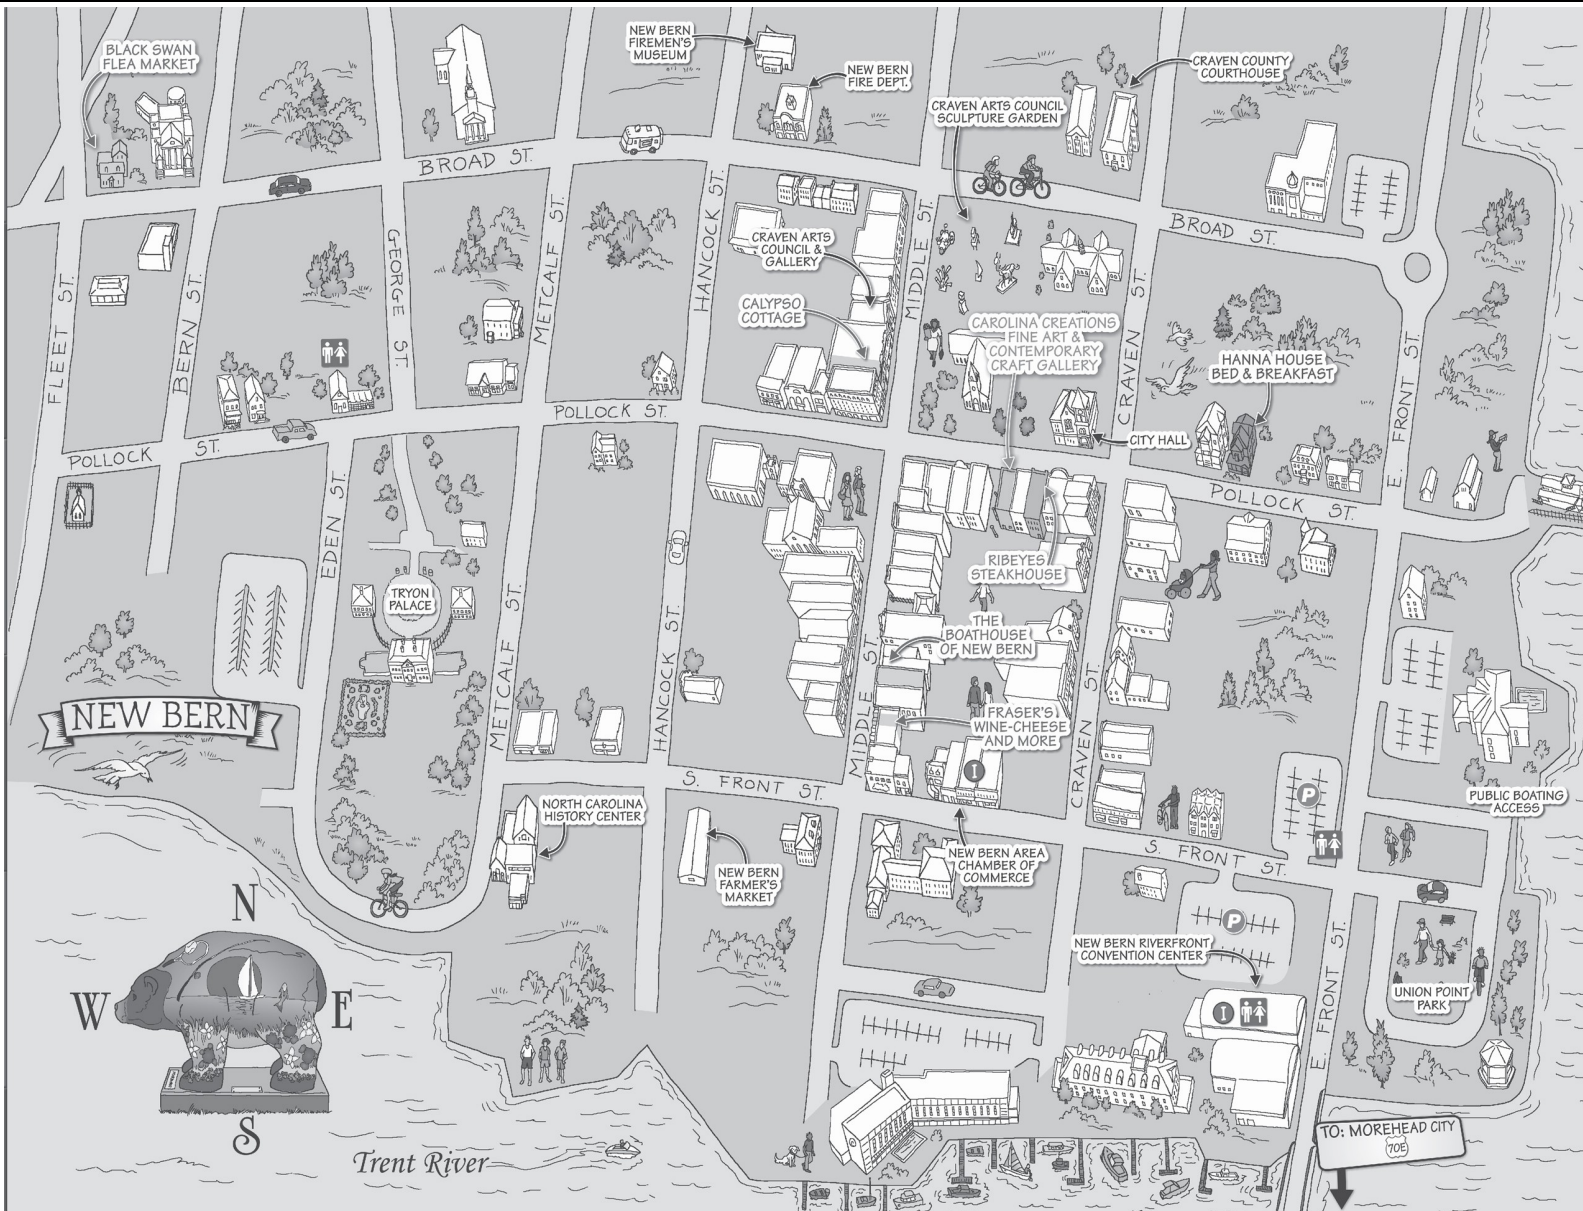 BLACK SWAN
FLEA MARKET
NEW BERN
FIREMEN'S
MUSEUM
NEW BERN
FIRE DEPT.
CRAVEN COUNTY
COURTHOUSE
CRAVEN ARTS COUNCIL
SCULPTURE GARDEN
BROAD ST.
BROAD ST.
FLEET ST.
BERN ST.
GEORGE ST.
METCALF ST.
HANCOCK ST.
MIDDLE ST.
CRAVEN ST.
E. FRONT ST.
CRAVEN ARTS
COUNCIL &
GALLERY
CALYPSO
COTTAGE
CAROLINA CREATIONS
FINE ART &
CONTEMPORARY
CRAFT GALLERY
HANNA HOUSE
BED & BREAKFAST
CITY HALL
POLLOCK ST.
POLLOCK ST.
POLLOCK ST.
EDEN ST.
TRYON
PALACE
METCALF ST.
HANCOCK ST.
MIDDLE ST.
CRAVEN ST.
RIBEYES
STEAKHOUSE
THE
BOATHOUSE
OF NEW BERN
FRASER'S
WINE-CHEESE
AND MORE
I
NEW BERN
S. FRONT ST.
S. FRONT ST.
NORTH CAROLINA
HISTORY CENTER
NEW BERN
FARMER'S
MARKET
NEW BERN AREA
CHAMBER OF
COMMERCE
P
PUBLIC BOATING
ACCESS
P
NEW BERN RIVERFRONT
CONVENTION CENTER
I
E. FRONT ST.
UNION POINT
PARK
N
W
E
S
Trent River
TO: MOREHEAD CITY
70E